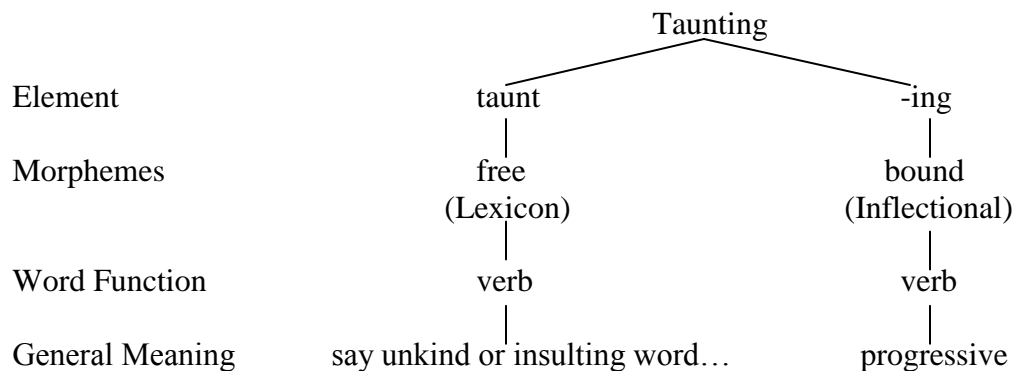 Taunting
Element taunt -ing
Morphemes free bound
(Lexicon) (Inflectional)
Word Function verb verb
General Meaning say unkind or insulting word… progressive